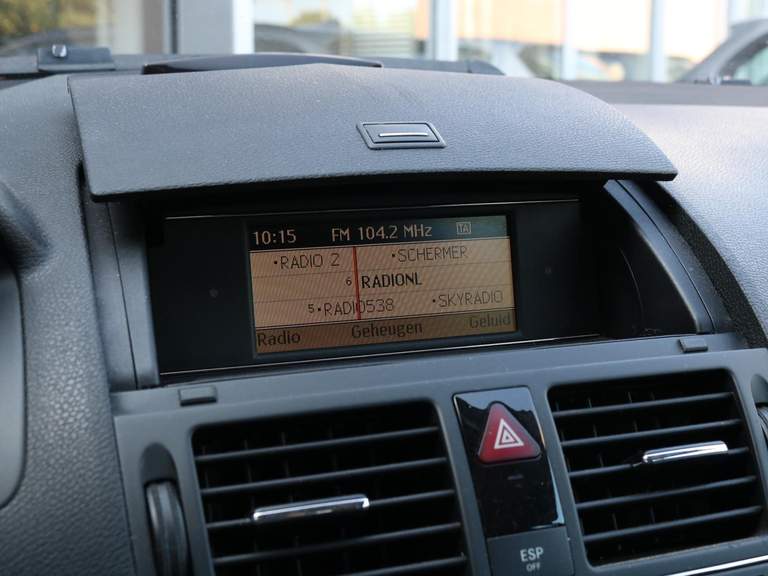 10:15 FM 104.2 MHz TA
•RADIO 2 •SCHERMER
6 RADIONL
5•RADIO538 •SKYRADIO
Radio Geheugen Geluid
ESP
OFF